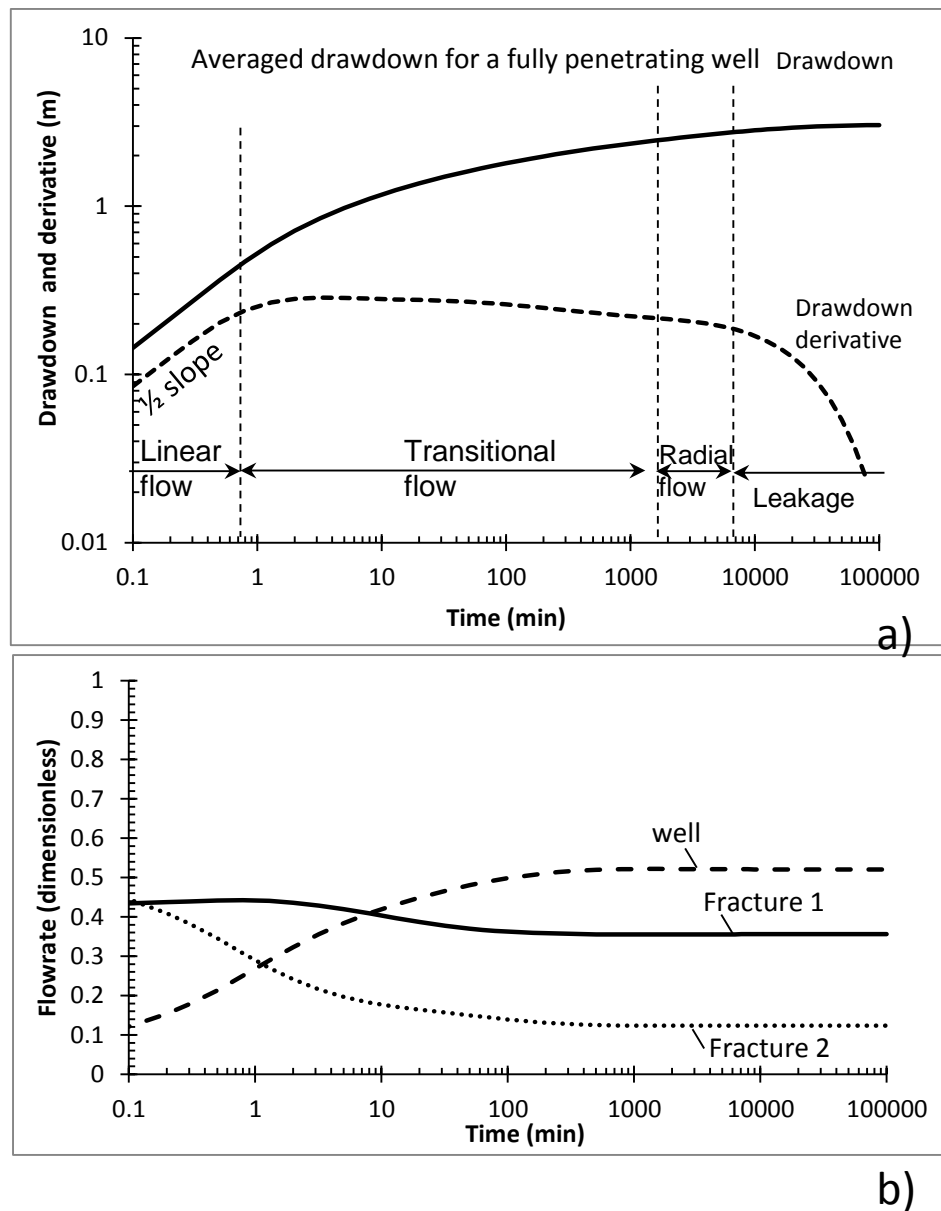 Averaged drawdown for a fully penetrating well Drawdown
Drawdown and derivative (m)
10
1
0.1
0.01
½ slope
Drawdown
derivative
Linear
flow
Transitional
flow
Radial
flow
Leakage
0.1 1 10 100 1000 10000 100000
Time (min)
a)
Flowrate (dimensionless)
1
0.9
0.8
0.7
0.6
0.5
0.4
0.3
0.2
0.1
0
well
Fracture 1
Fracture 2
0.1 1 10 100 1000 10000 100000
Time (min)
b)